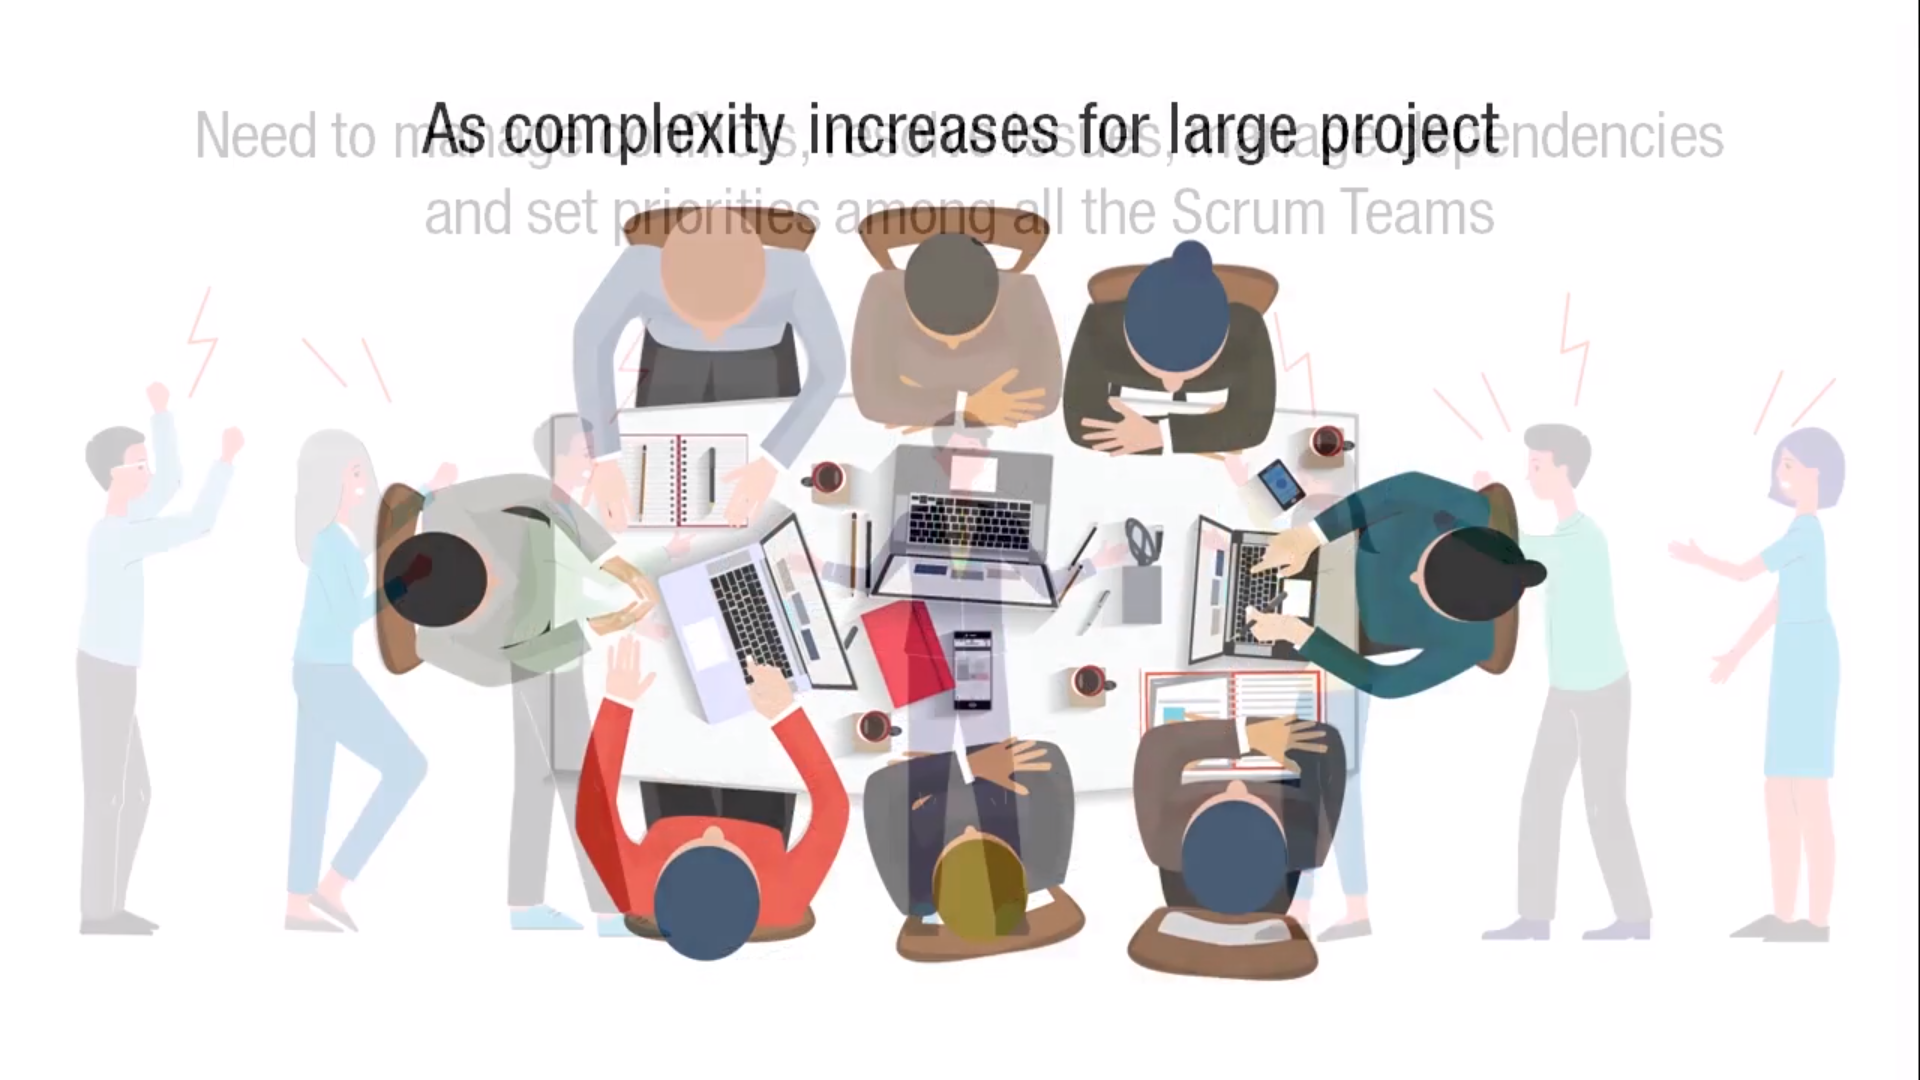 As complexity increases for large project
Need to manage conflicts, resolve issues, manage dependencies
and set priorities among all the Scrum Teams